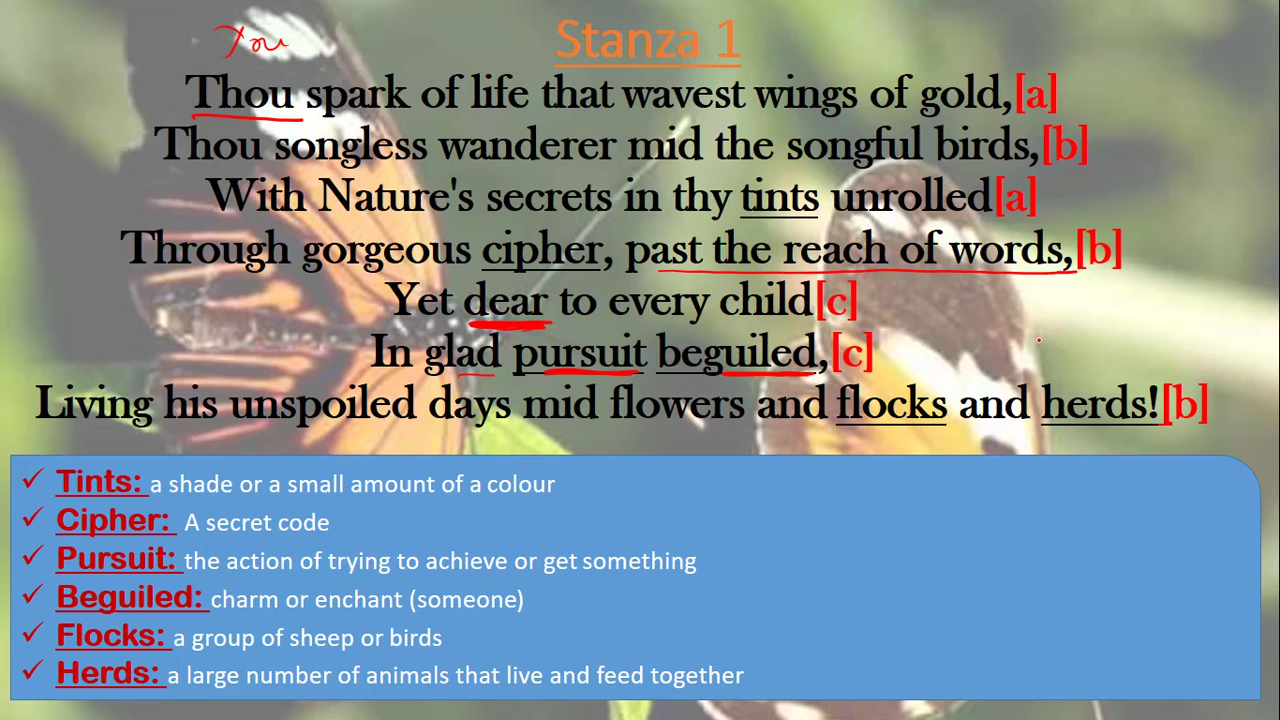 You
Stanza 1
Thou spark of life that wavest wings of gold,[a]
Thou songless wanderer mid the songful birds,[b]
With Nature's secrets in thy tints unrolled[a]
Through gorgeous cipher, past the reach of words,[b]
Yet dear to every child[c]
In glad pursuit beguiled,[c]
Living his unspoiled days mid flowers and flocks and herds![b]
✓ Tints: a shade or a small amount of a colour
✓ Cipher: A secret code
✓ Pursuit: the action of trying to achieve or get something
✓ Beguiled: charm or enchant (someone)
✓ Flocks: a group of sheep or birds
✓ Herds: a large number of animals that live and feed together